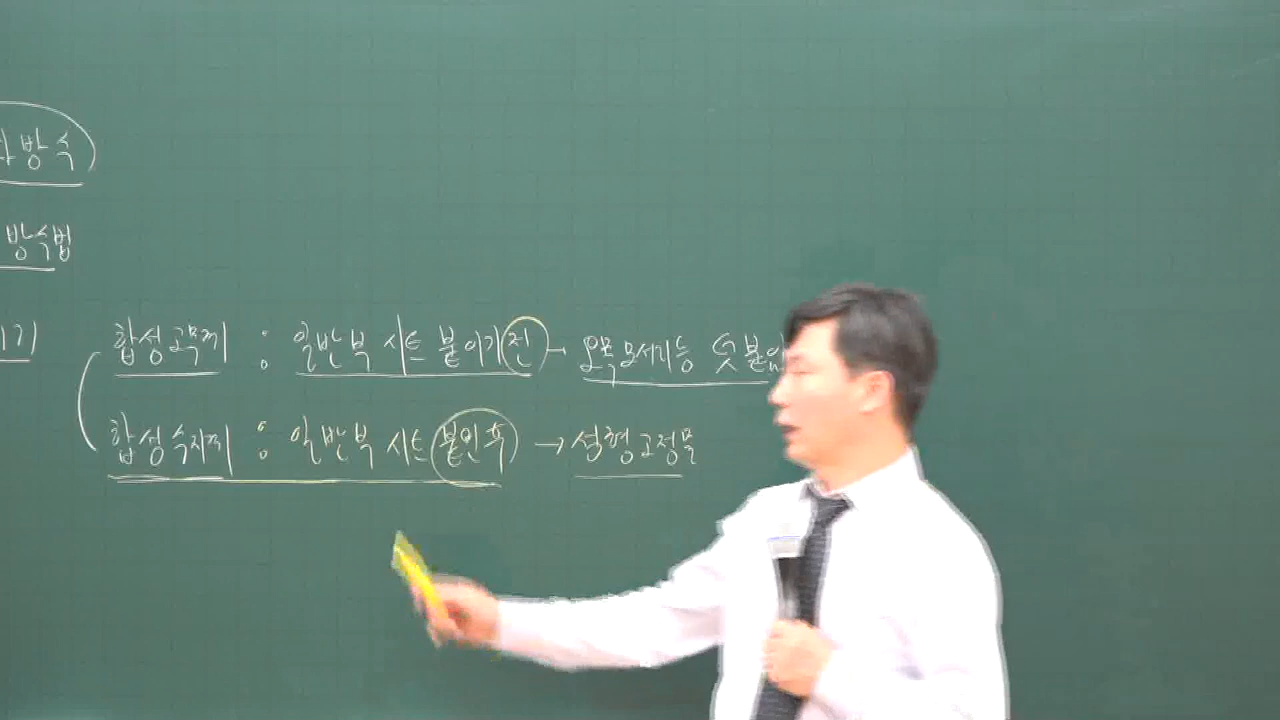 방수
방수법
기)
합성고무계 : 일반부 시트 붙이기 전 → 오목모서리등 덧붙임
합성수지계 : 일반부 시트 붙인 후 → 성형고정물